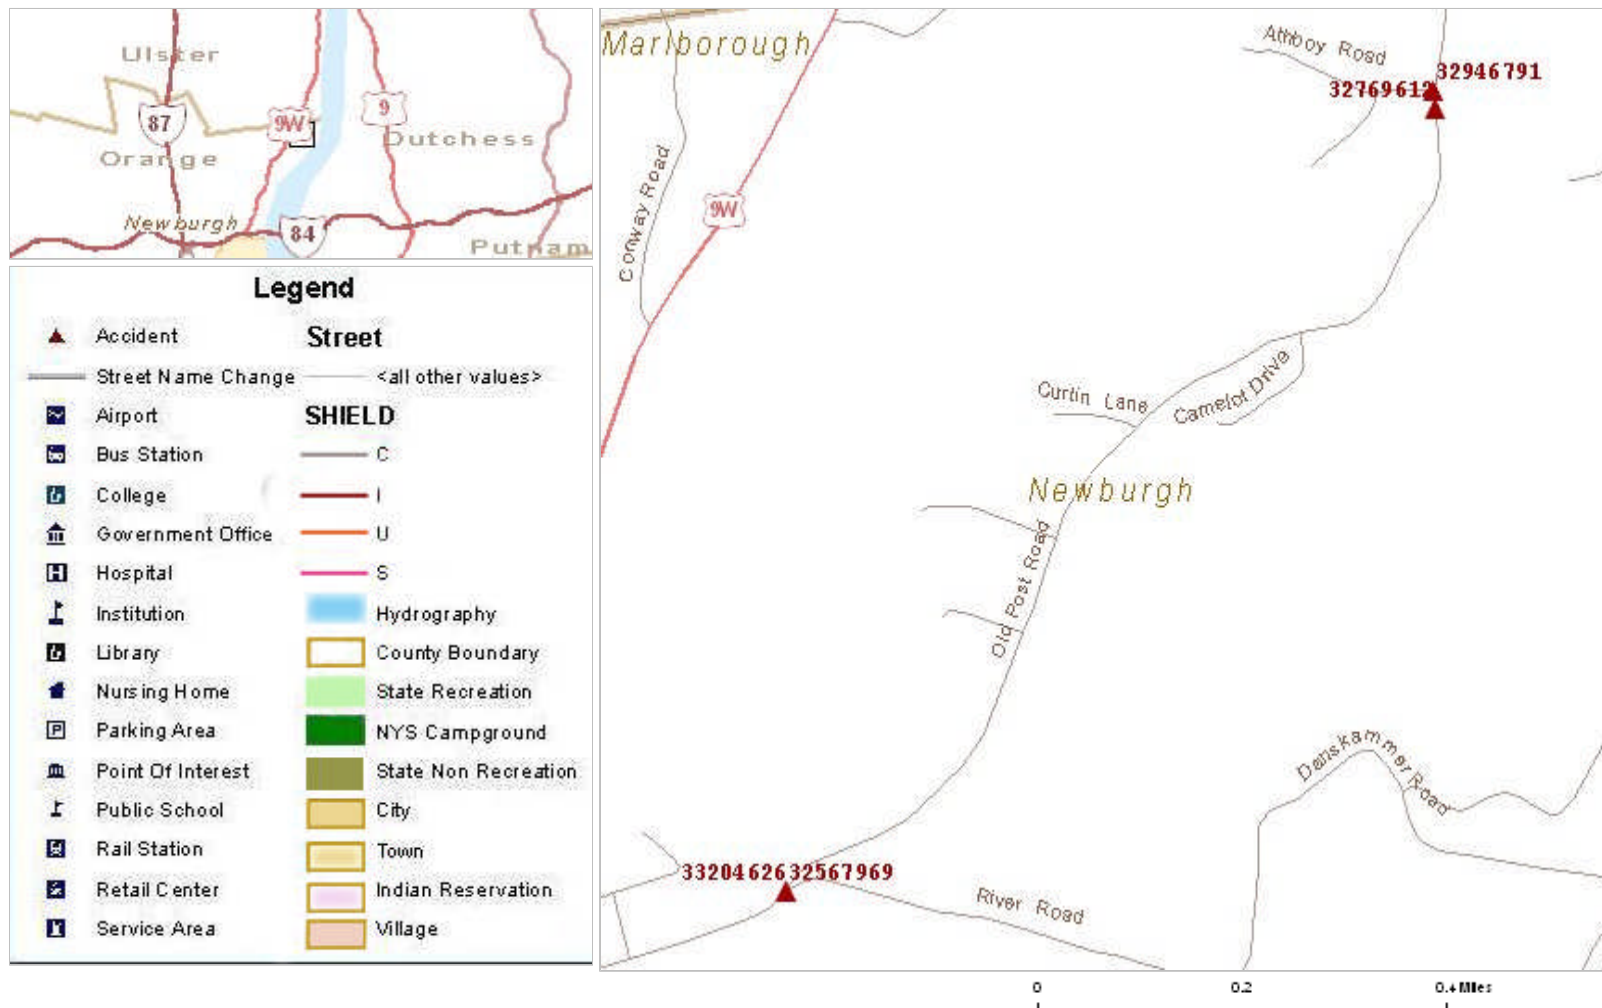 Ulster
87
9W
9
Dutchess
Orange
Newburgh
84
Putnam
Legend
Accident
Street
Street Name Change
<all other values>
Airport
SHIELD
Bus Station
C
College
I
Government Office
U
Hospital
S
Institution
Hydrography
Library
County Boundary
Nursing Home
State Recreation
Parking Area
NYS Campground
Point Of Interest
State Non Recreation
Public School
City
Rail Station
Town
Retail Center
Indian Reservation
Service Area
Village
Marlborough
Athboy Road
32946791
32769612
Conway Road
9W
Curtin Lane
Camelot Drive
Newburgh
Old Post Road
Danskammer Road
33204626 32567969
River Road
0 0.2 0.4 Miles